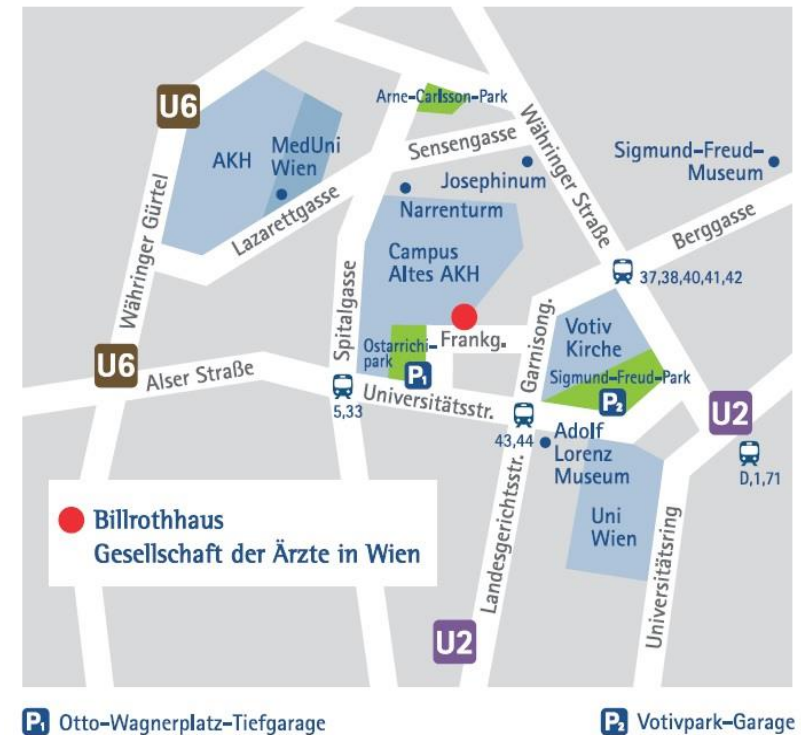 U6
Arne-Carlsson-Park
AKH
MedUni
Wien
Sensengasse
Währinger Straße
Sigmund-Freud-
Museum
Josephinum
Narrenturm
Lazarettgasse
Währinger Gürtel
Campus
Altes AKH
Berggasse
37,38,40,41,42
Spitalgasse
Garnisong.
Votiv
Kirche
Ostarrichi-
park
Frankg.
U6
Alser Straße
P1
Sigmund-Freud-Park
P2
U2
5,33
Universitätsstr.
43,44
Adolf
Lorenz
Museum
D,1,71
Billrothhaus
Gesellschaft der Ärzte in Wien
Uni
Wien
Landesgerichtsstr.
Universitätsring
U2
P1 Otto-Wagnerplatz-Tiefgarage
P2 Votivpark-Garage